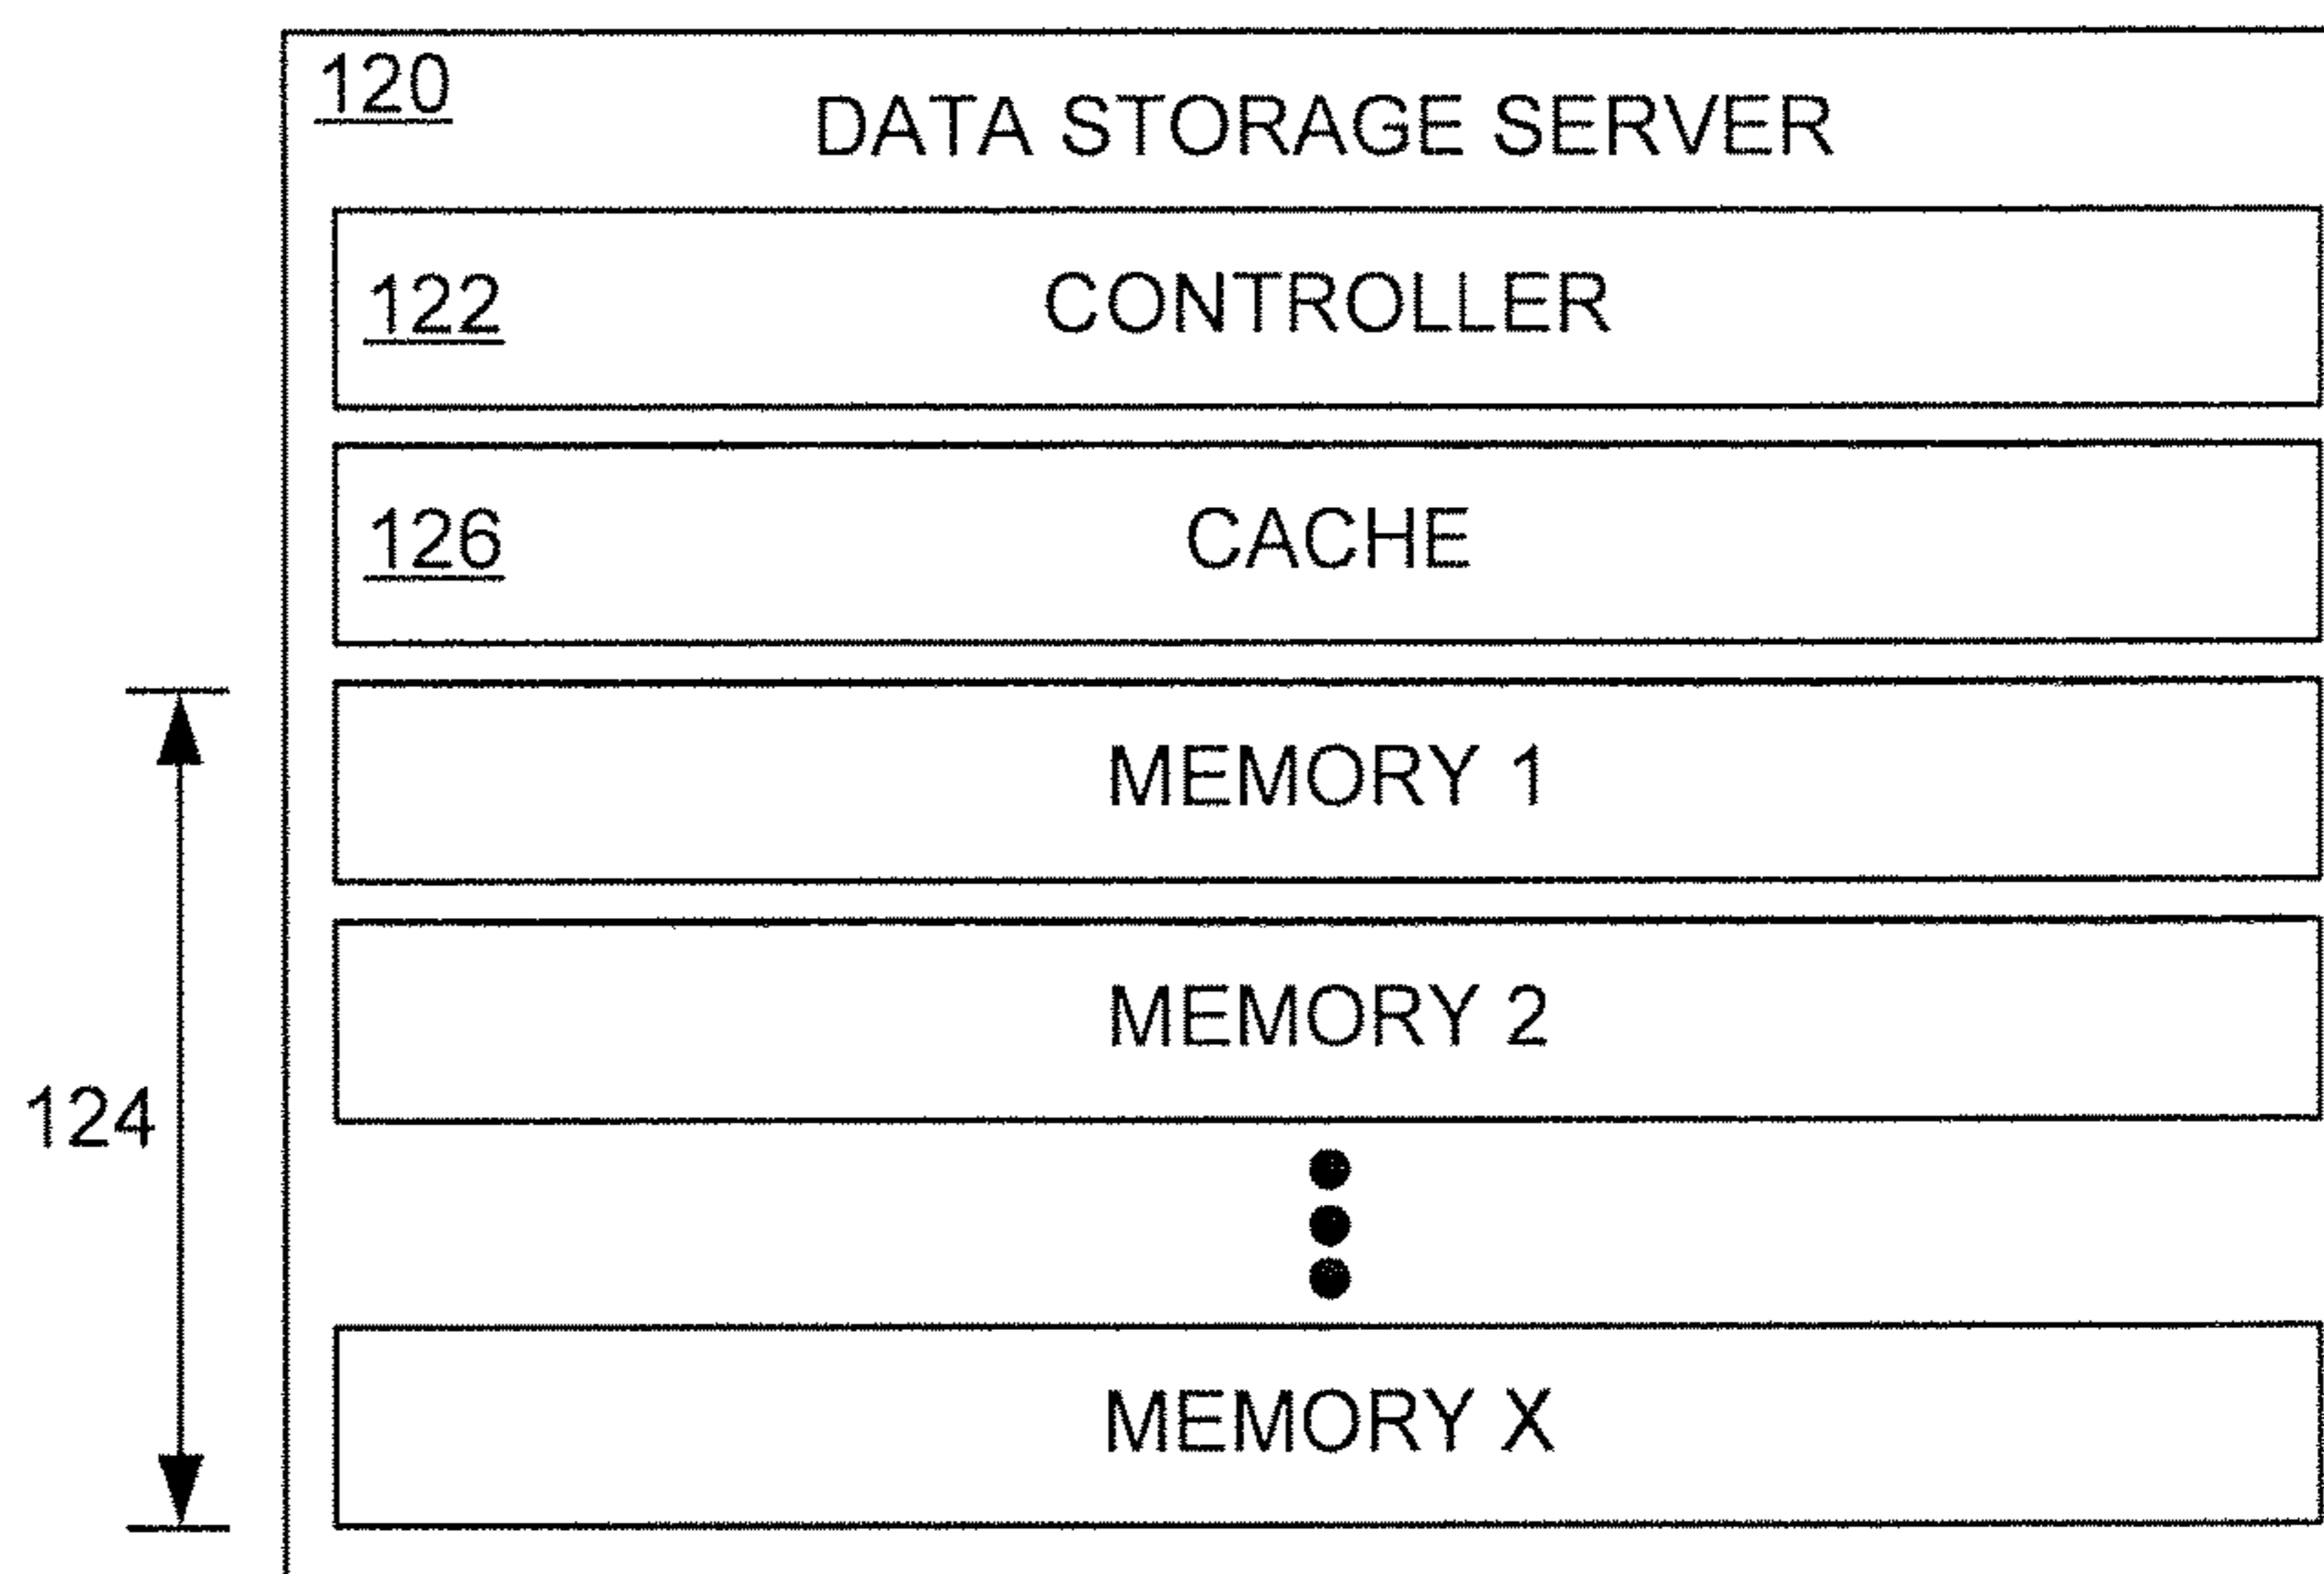 120
DATA STORAGE SERVER
122 CONTROLLER
126 CACHE
MEMORY 1
MEMORY 2
124
MEMORY X